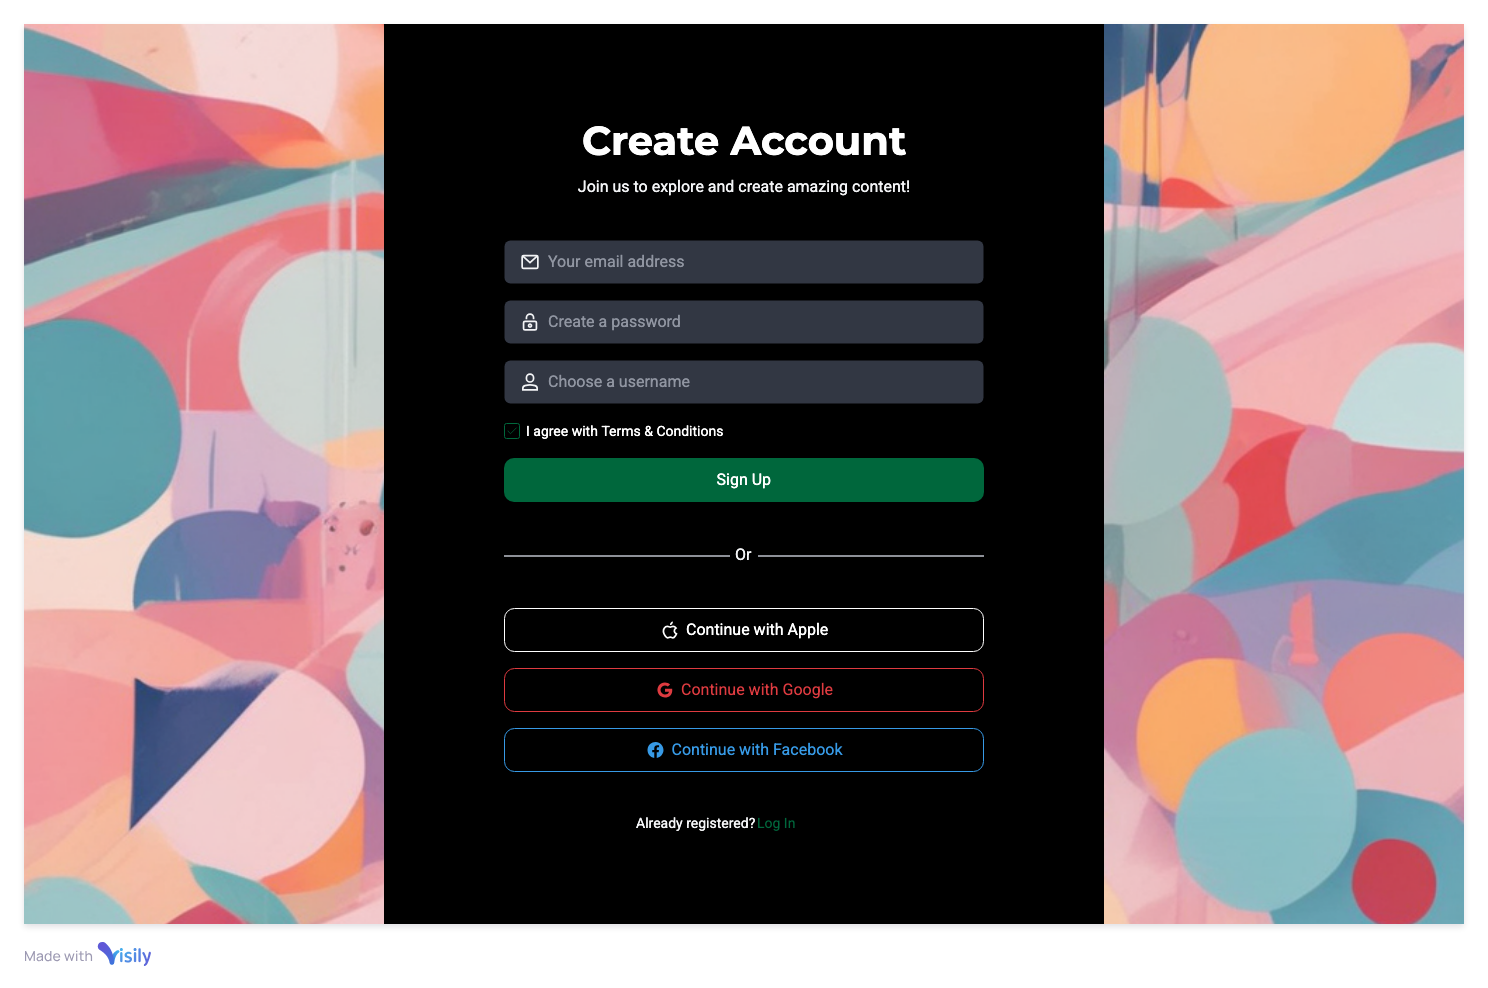 Create Account
Join us to explore and create amazing content!
Your email address
Create a password
Choose a username
I agree with Terms & Conditions
Sign Up
Or
Continue with Apple
Continue with Google
Continue with Facebook
Already registered? Log In
Made with Visily